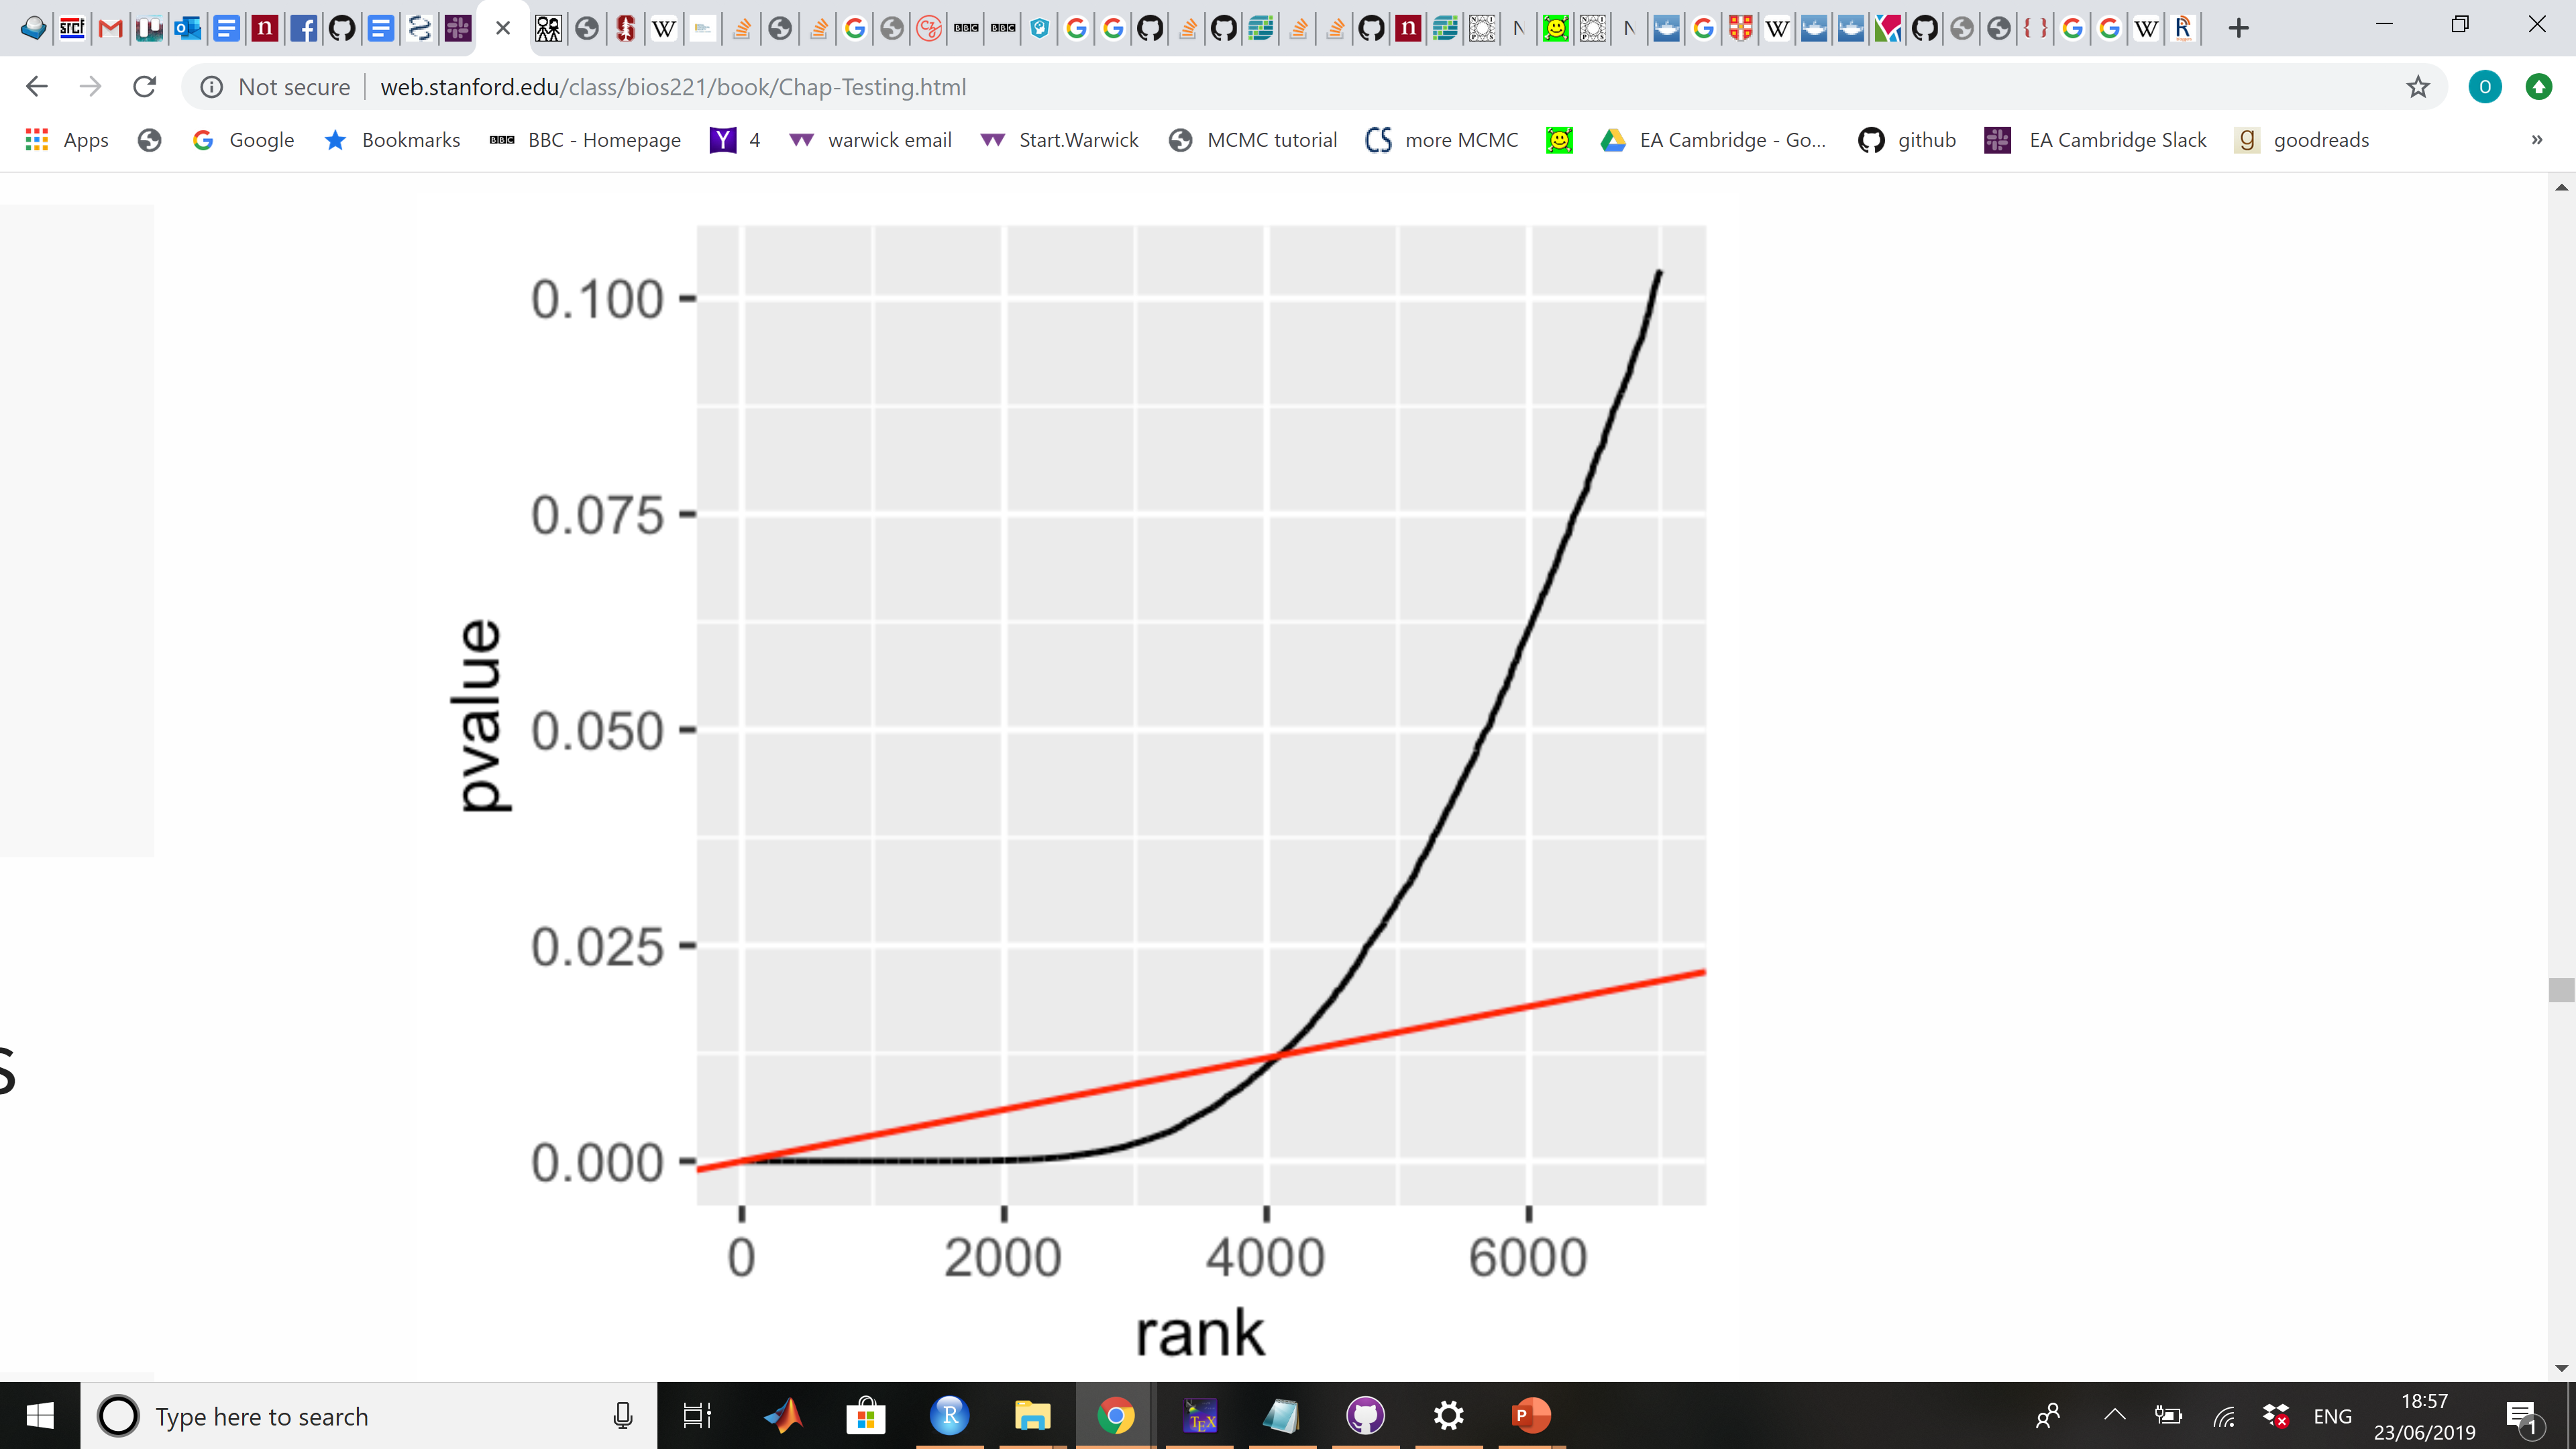 Not secure web.stanford.edu/class/bios221/book/Chap-Testing.html
Apps Google Bookmarks BBC BBC - Homepage 4 warwick email Start.Warwick MCMC tutorial CS more MCMC EA Cambridge - Go... github EA Cambridge Slack g goodreads »
0.100
0.075
0.050
0.025
0.000
pvalue
0 2000 4000 6000
rank
s
Type here to search
ENG
18:57
23/06/2019
1